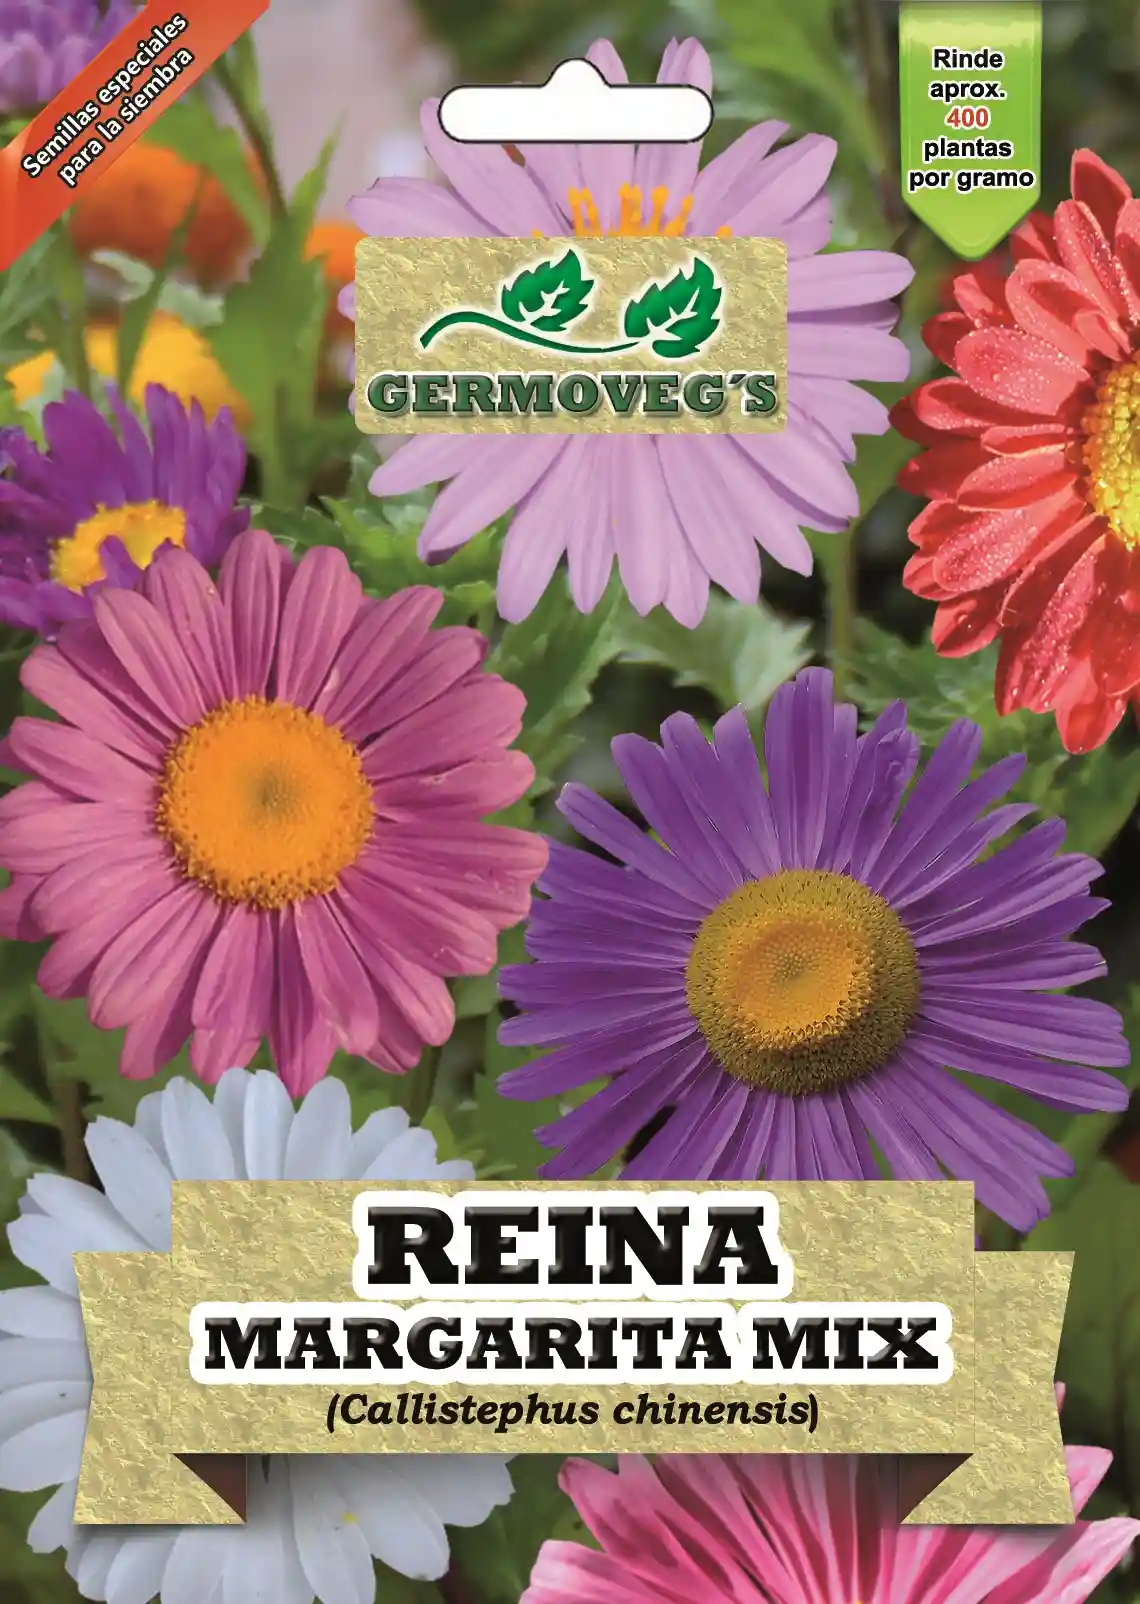 Semillas especiales
para la siembra
Rinde
aprox.
400
plantas
por gramo
GERMOVEG´S
REINA
MARGARITA MIX
(Callistephus chinensis)